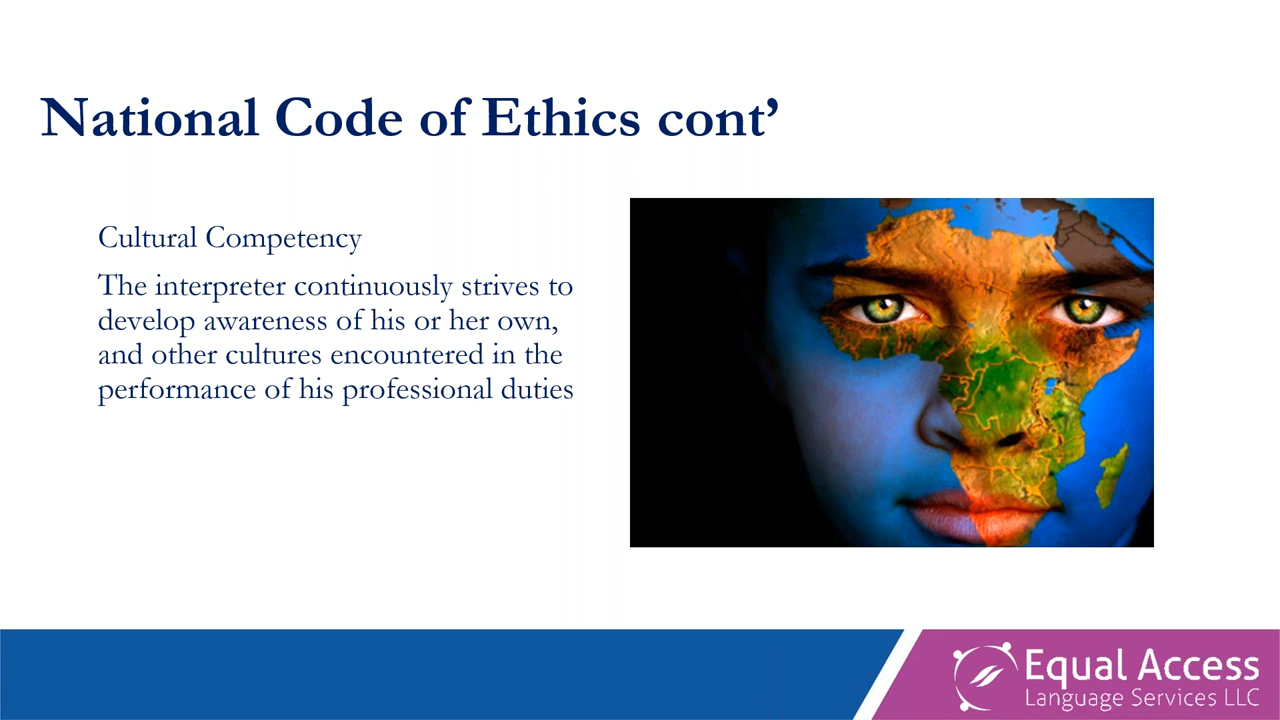 National Code of Ethics cont’
Cultural Competency
The interpreter continuously strives to
develop awareness of his or her own,
and other cultures encountered in the
performance of his professional duties
Equal Access
Language Services LLC